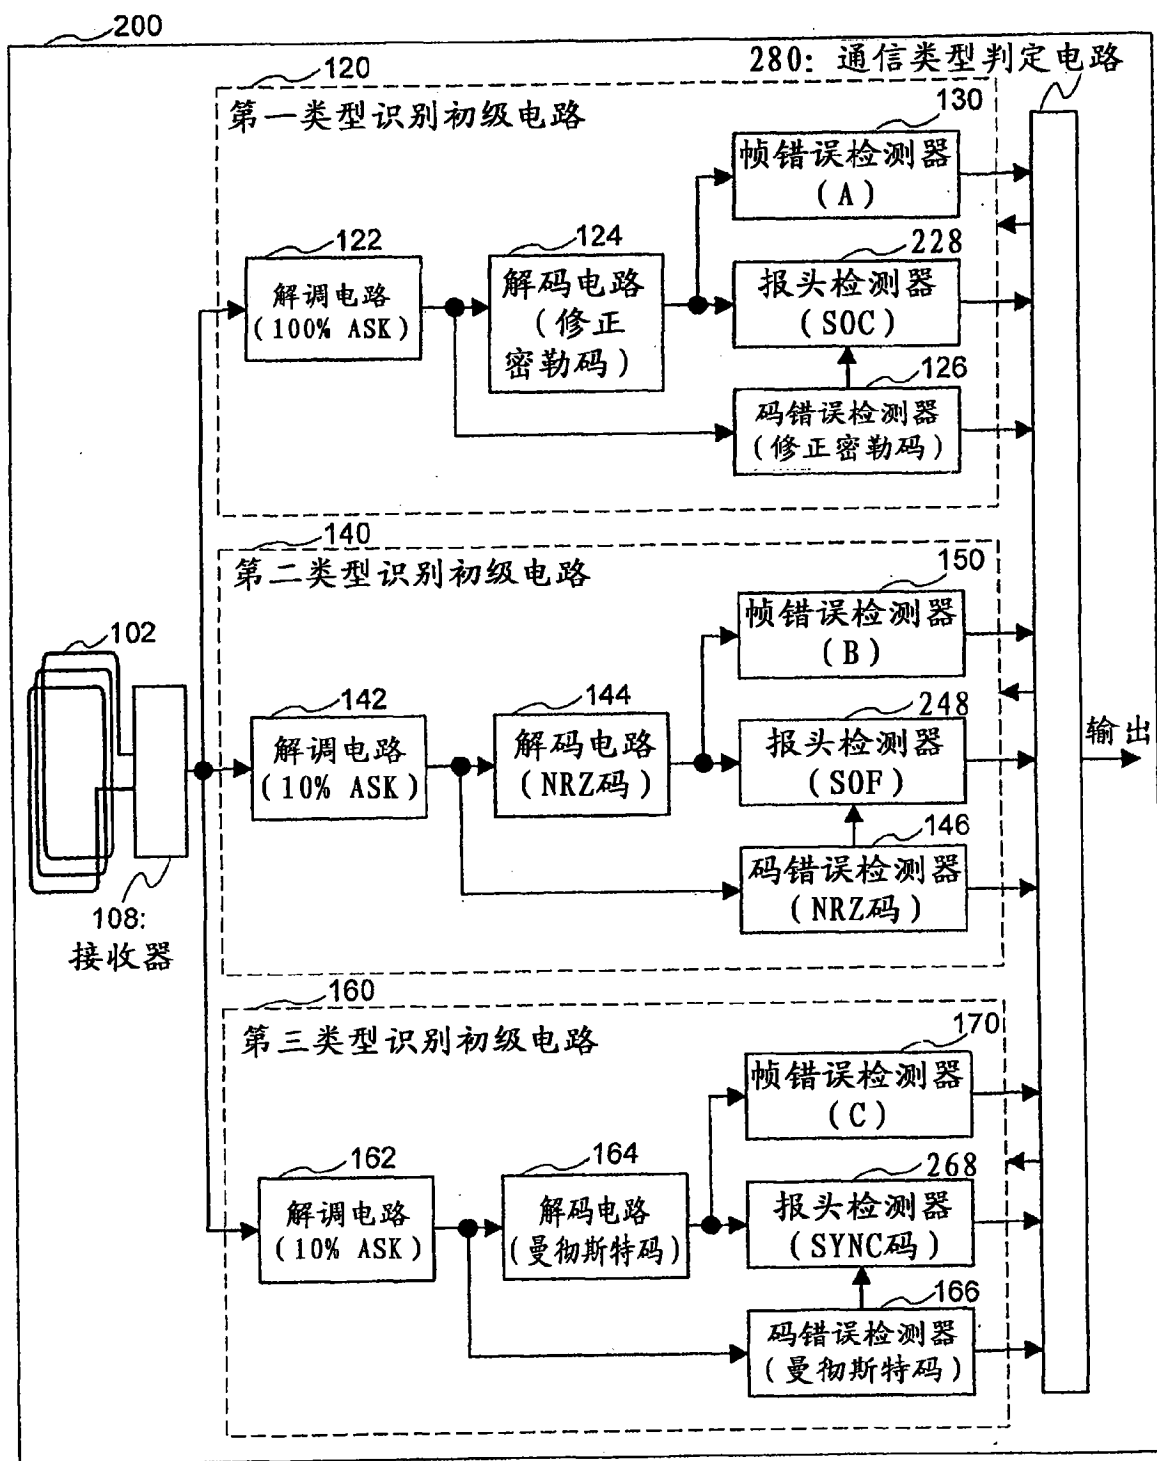 200
280: 通信类型判定电路
120
第一类型识别初级电路
130
帧错误检测器
(A)
122
解调电路
(100% ASK)
124
解码电路
(修正
密勒码)
228
报头检测器
(SOC)
126
码错误检测器
(修正密勒码)
140
第二类型识别初级电路
150
帧错误检测器
(B)
102
108:
接收器
142
解调电路
(10% ASK)
144
解码电路
(NRZ码)
248
报头检测器
(SOF)
146
码错误检测器
(NRZ码)
输出
160
第三类型识别初级电路
170
帧错误检测器
(C)
162
解调电路
(10% ASK)
164
解码电路
(曼彻斯特码)
268
报头检测器
(SYNC码)
166
码错误检测器
(曼彻斯特码)